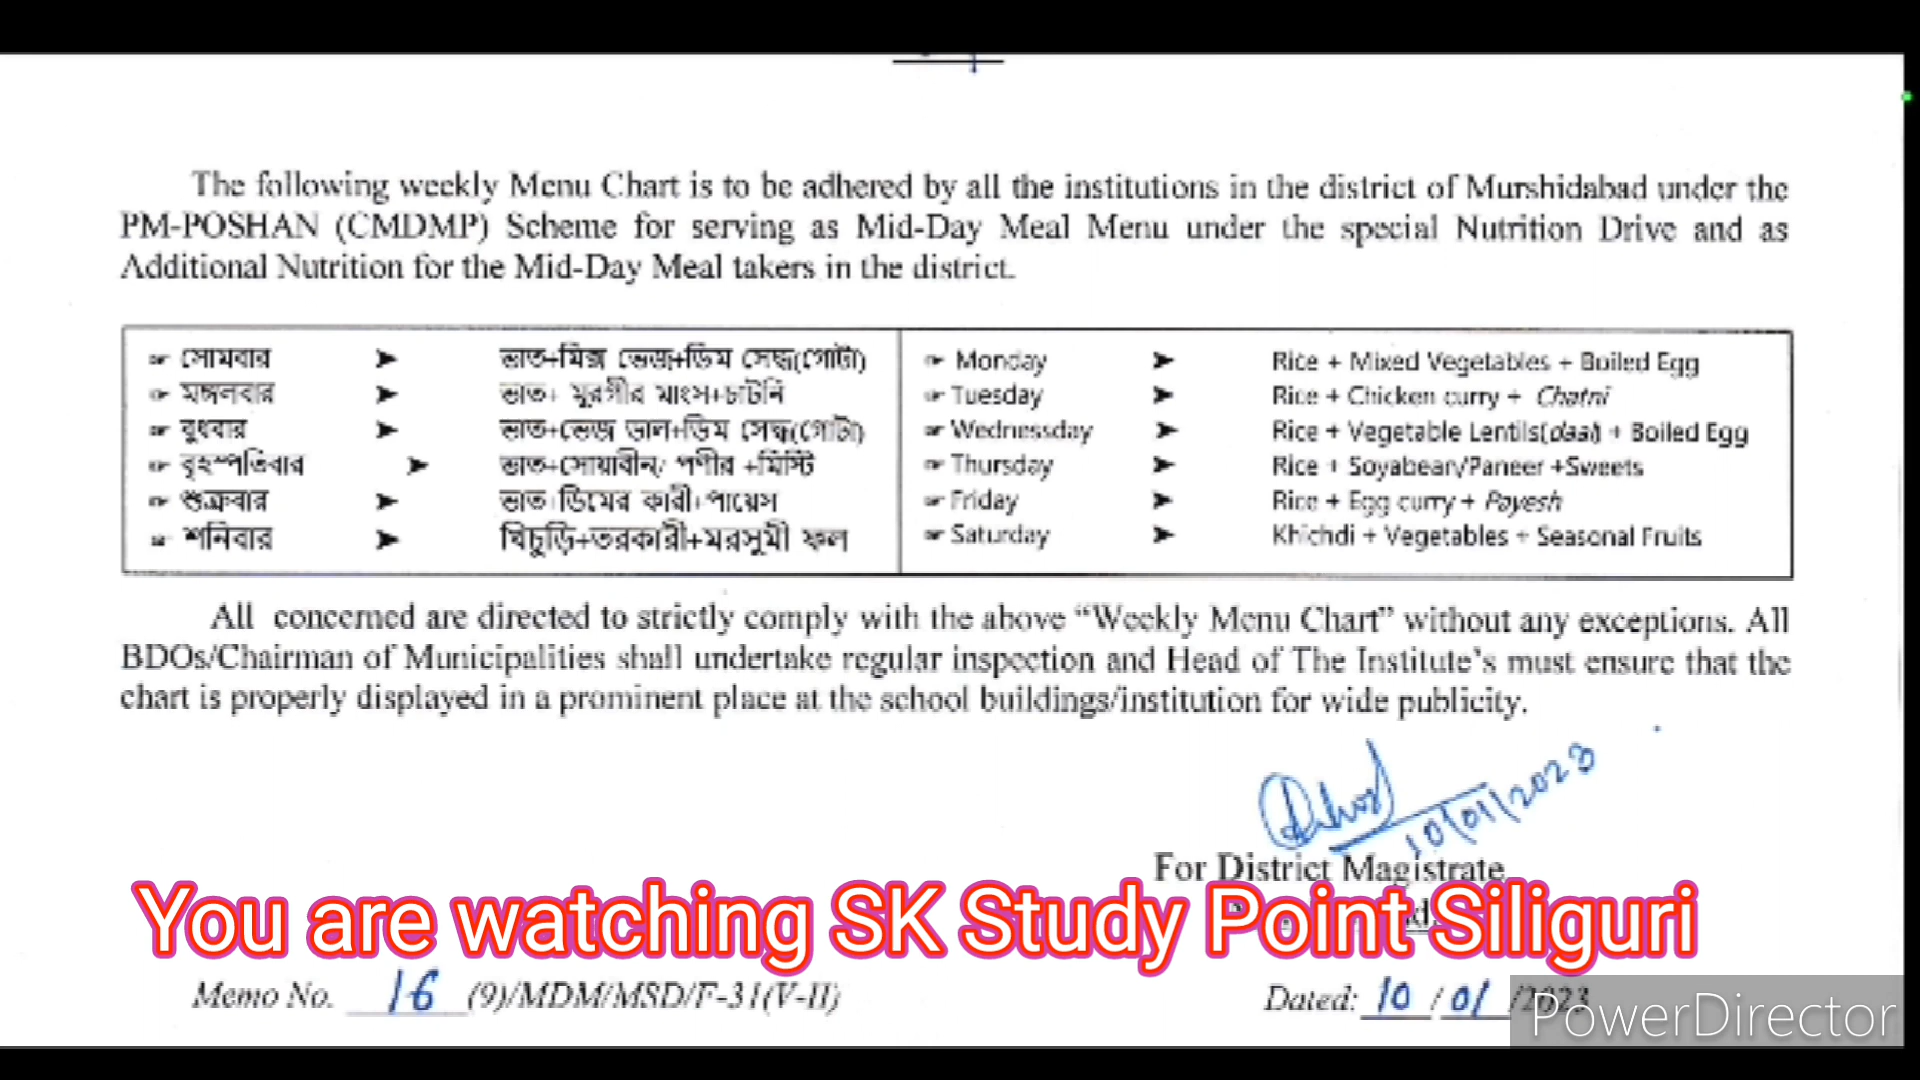 The following weekly Menu Chart is to be adhered by all the institutions in the district of Murshidabad under the
PM-POSHAN (CMDMP) Scheme for serving as Mid-Day Meal Menu under the special Nutrition Drive and as
Additional Nutrition for the Mid-Day Meal takers in the district.
☞ সোমবার ➤ ভাত+মিক্স ভেজ+ডিম সেদ্ধ(গোটা)
☞ মঙ্গলবার ➤ ভাত+ মুরগীর মাংস+চাটনি
☞ বুধবার ➤ ভাত+ভেজ ডাল+ডিম সেদ্ধ(গোটা)
☞ বৃহস্পতিবার ➤ ভাত+সোয়াবীন/ পণীর +মিস্টি
☞ শুক্রবার ➤ ভাত+ডিমের কারী+পায়েস
☞ শনিবার ➤ খিচুড়ি+তরকারী+মরসুমী ফল
☞ Monday ➤ Rice + Mixed Vegetables + Boiled Egg
☞ Tuesday ➤ Rice + Chicken curry + Chatni
☞ Wednessday ➤ Rice + Vegetable Lentils(daal) + Boiled Egg
☞ Thursday ➤ Rice + Soyabean/Paneer +Sweets
☞ Friday ➤ Rice + Egg curry + Payesh
☞ Saturday ➤ Khichdi + Vegetables + Seasonal Fruits
All concerned are directed to strictly comply with the above “Weekly Menu Chart” without any exceptions. All
BDOs/Chairman of Municipalities shall undertake regular inspection and Head of The Institute’s must ensure that the
chart is properly displayed in a prominent place at the school buildings/institution for wide publicity.
10/01/2023
For District Magistrate
You are watching SK Study Point Siliguri
Memo No. 16 (9)/MDM/MSD/F-31(V-II)
Dated: 10 / 01 /2023
PowerDirector